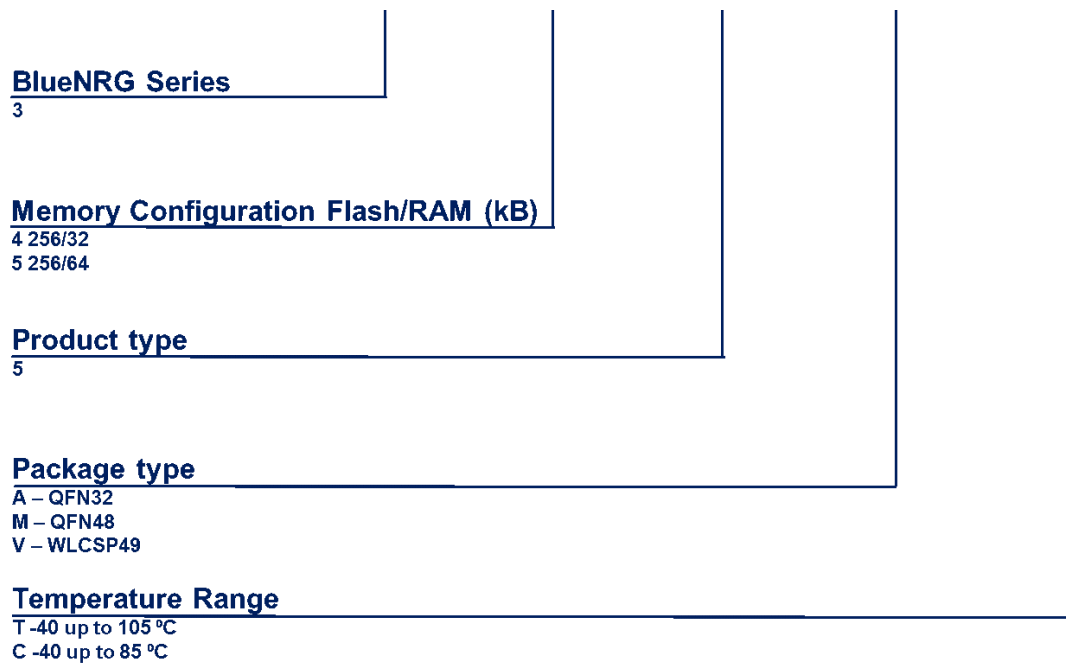 BlueNRG Series
3
Memory Configuration Flash/RAM (kB)
4 256/32
5 256/64
Product type
5
Package type
A – QFN32
M – QFN48
V – WLCSP49
Temperature Range
T -40 up to 105 ºC
C -40 up to 85 ºC